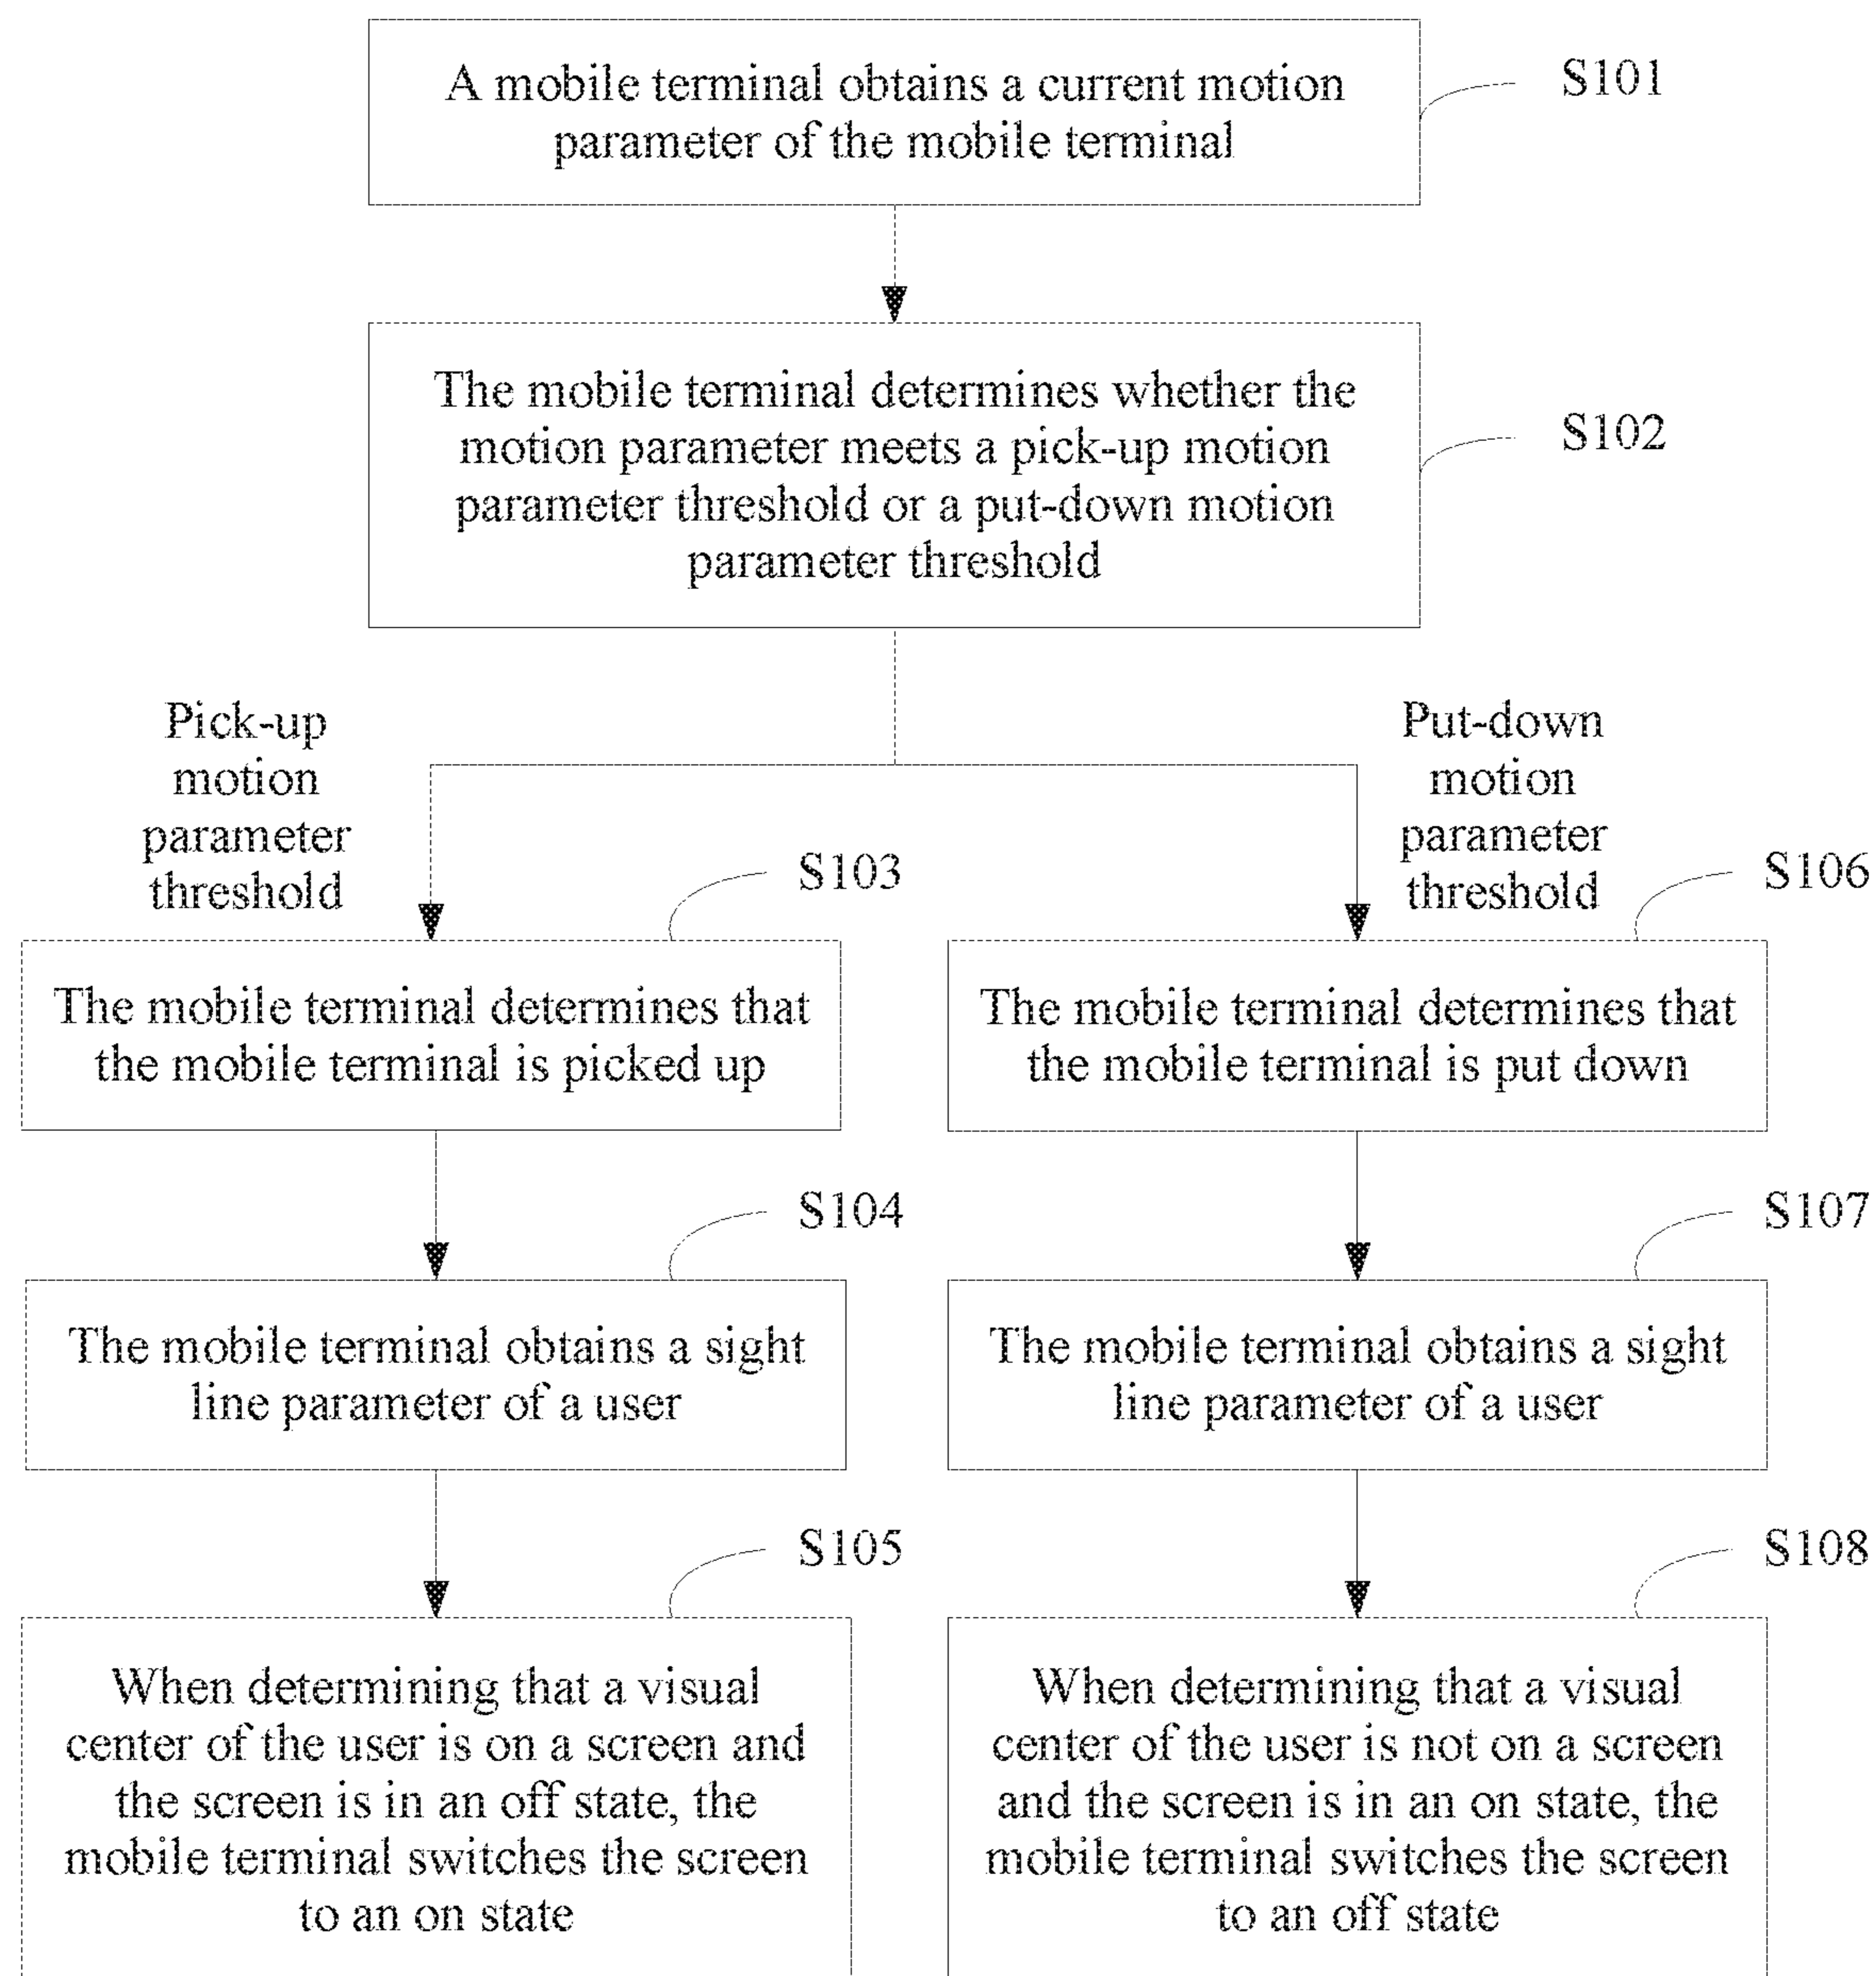 A mobile terminal obtains a current motion
parameter of the mobile terminal
S101
The mobile terminal determines whether the
motion parameter meets a pick-up motion
parameter threshold or a put-down motion
parameter threshold
S102
Pick-up
motion
parameter
threshold
Put-down
motion
parameter
threshold
S103
The mobile terminal determines that
the mobile terminal is picked up
S106
The mobile terminal determines that
the mobile terminal is put down
S104
The mobile terminal obtains a sight
line parameter of a user
S107
The mobile terminal obtains a sight
line parameter of a user
S105
When determining that a visual
center of the user is on a screen and
the screen is in an off state, the
mobile terminal switches the screen
to an on state
S108
When determining that a visual
center of the user is not on a screen
and the screen is in an on state, the
mobile terminal switches the screen
to an off state